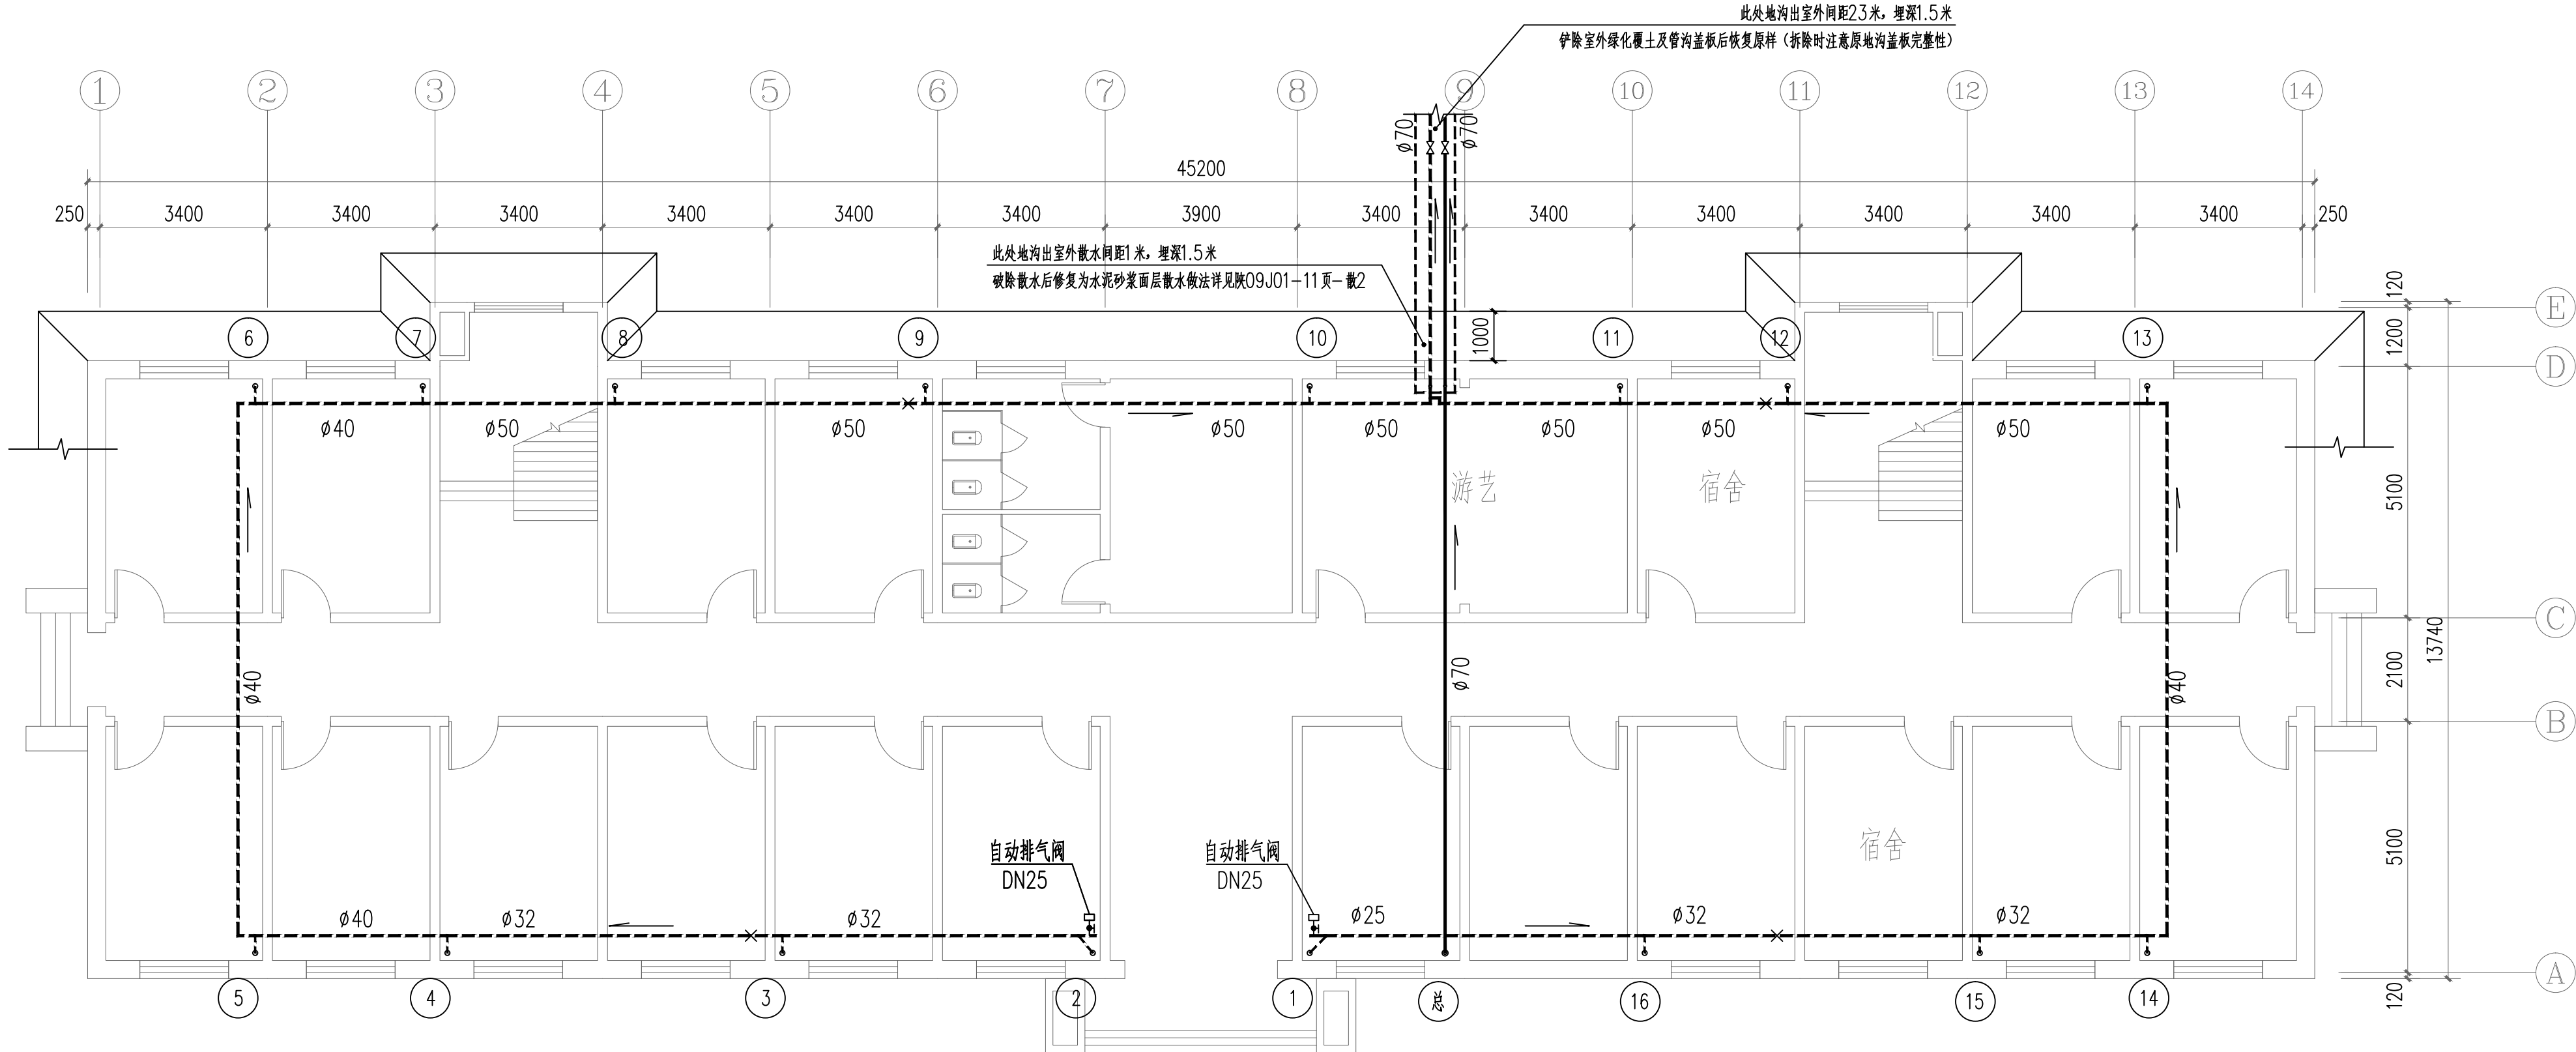 此处地沟出室外间距23米，埋深1.5米
铲除室外绿化覆土及管沟盖板后恢复原样（拆除时注意原地沟盖板完整性）
1 2 3 4 5 6 7 8 9 10 11 12 13 14
ø70 ø70
45200
250 3400 3400 3400 3400 3400 3400 3900 3400 3400 3400 3400 3400 3400 250
此处地沟出室外散水间距1米，埋深1.5米
破除散水后修复为水泥砂浆面层散水做法详见陕09J01-11页-散2
120
E
6 7 8 9 10 1000 11 12 13
1200
D
ø40 ø50 ø50 ø50 ø50 ø50 ø50 ø50
游艺 宿舍
5100
C
ø40 ø70 ø40
2100
13740
B
宿舍
5100
自动排气阀
DN25
自动排气阀
DN25
ø40 ø32 ø32 ø25 ø32 ø32
A
5 4 3 2 1 总 16 15 14
120